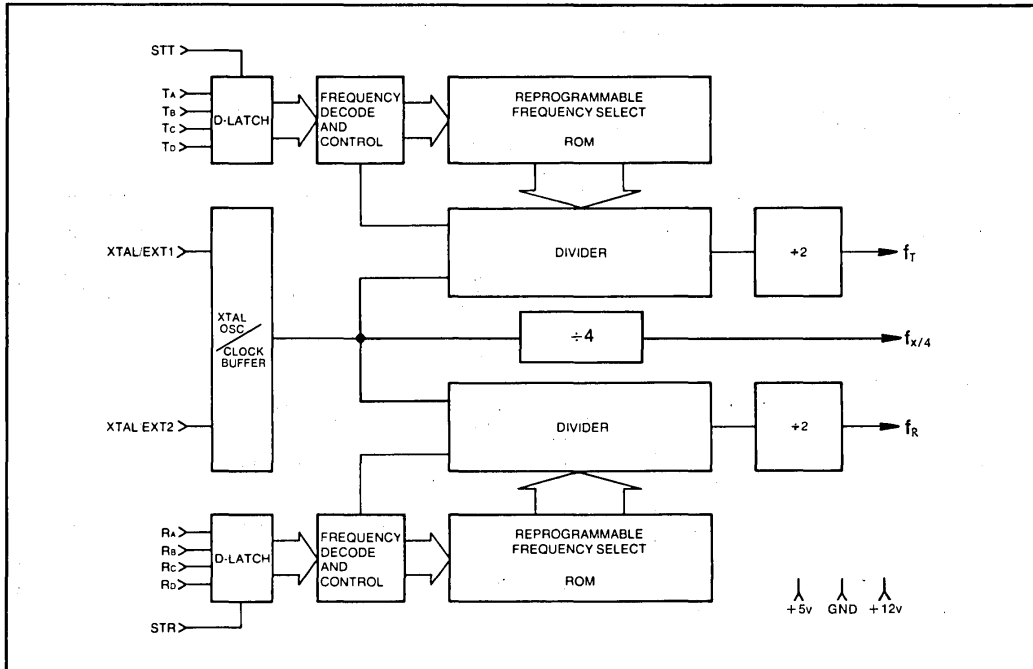 STT
TA
TB
TC
TD
D-LATCH
FREQUENCY
DECODE
AND
CONTROL
REPROGRAMMABLE
FREQUENCY SELECT
ROM
XTAL/EXT1
XTAL
OSC
CLOCK
BUFFER
XTAL EXT2
DIVIDER
÷2
fT
÷4
fx/4
DIVIDER
÷2
fR
RA
RB
RC
RD
STR
D-LATCH
FREQUENCY
DECODE
AND
CONTROL
REPROGRAMMABLE
FREQUENCY SELECT
ROM
+5v GND +12v